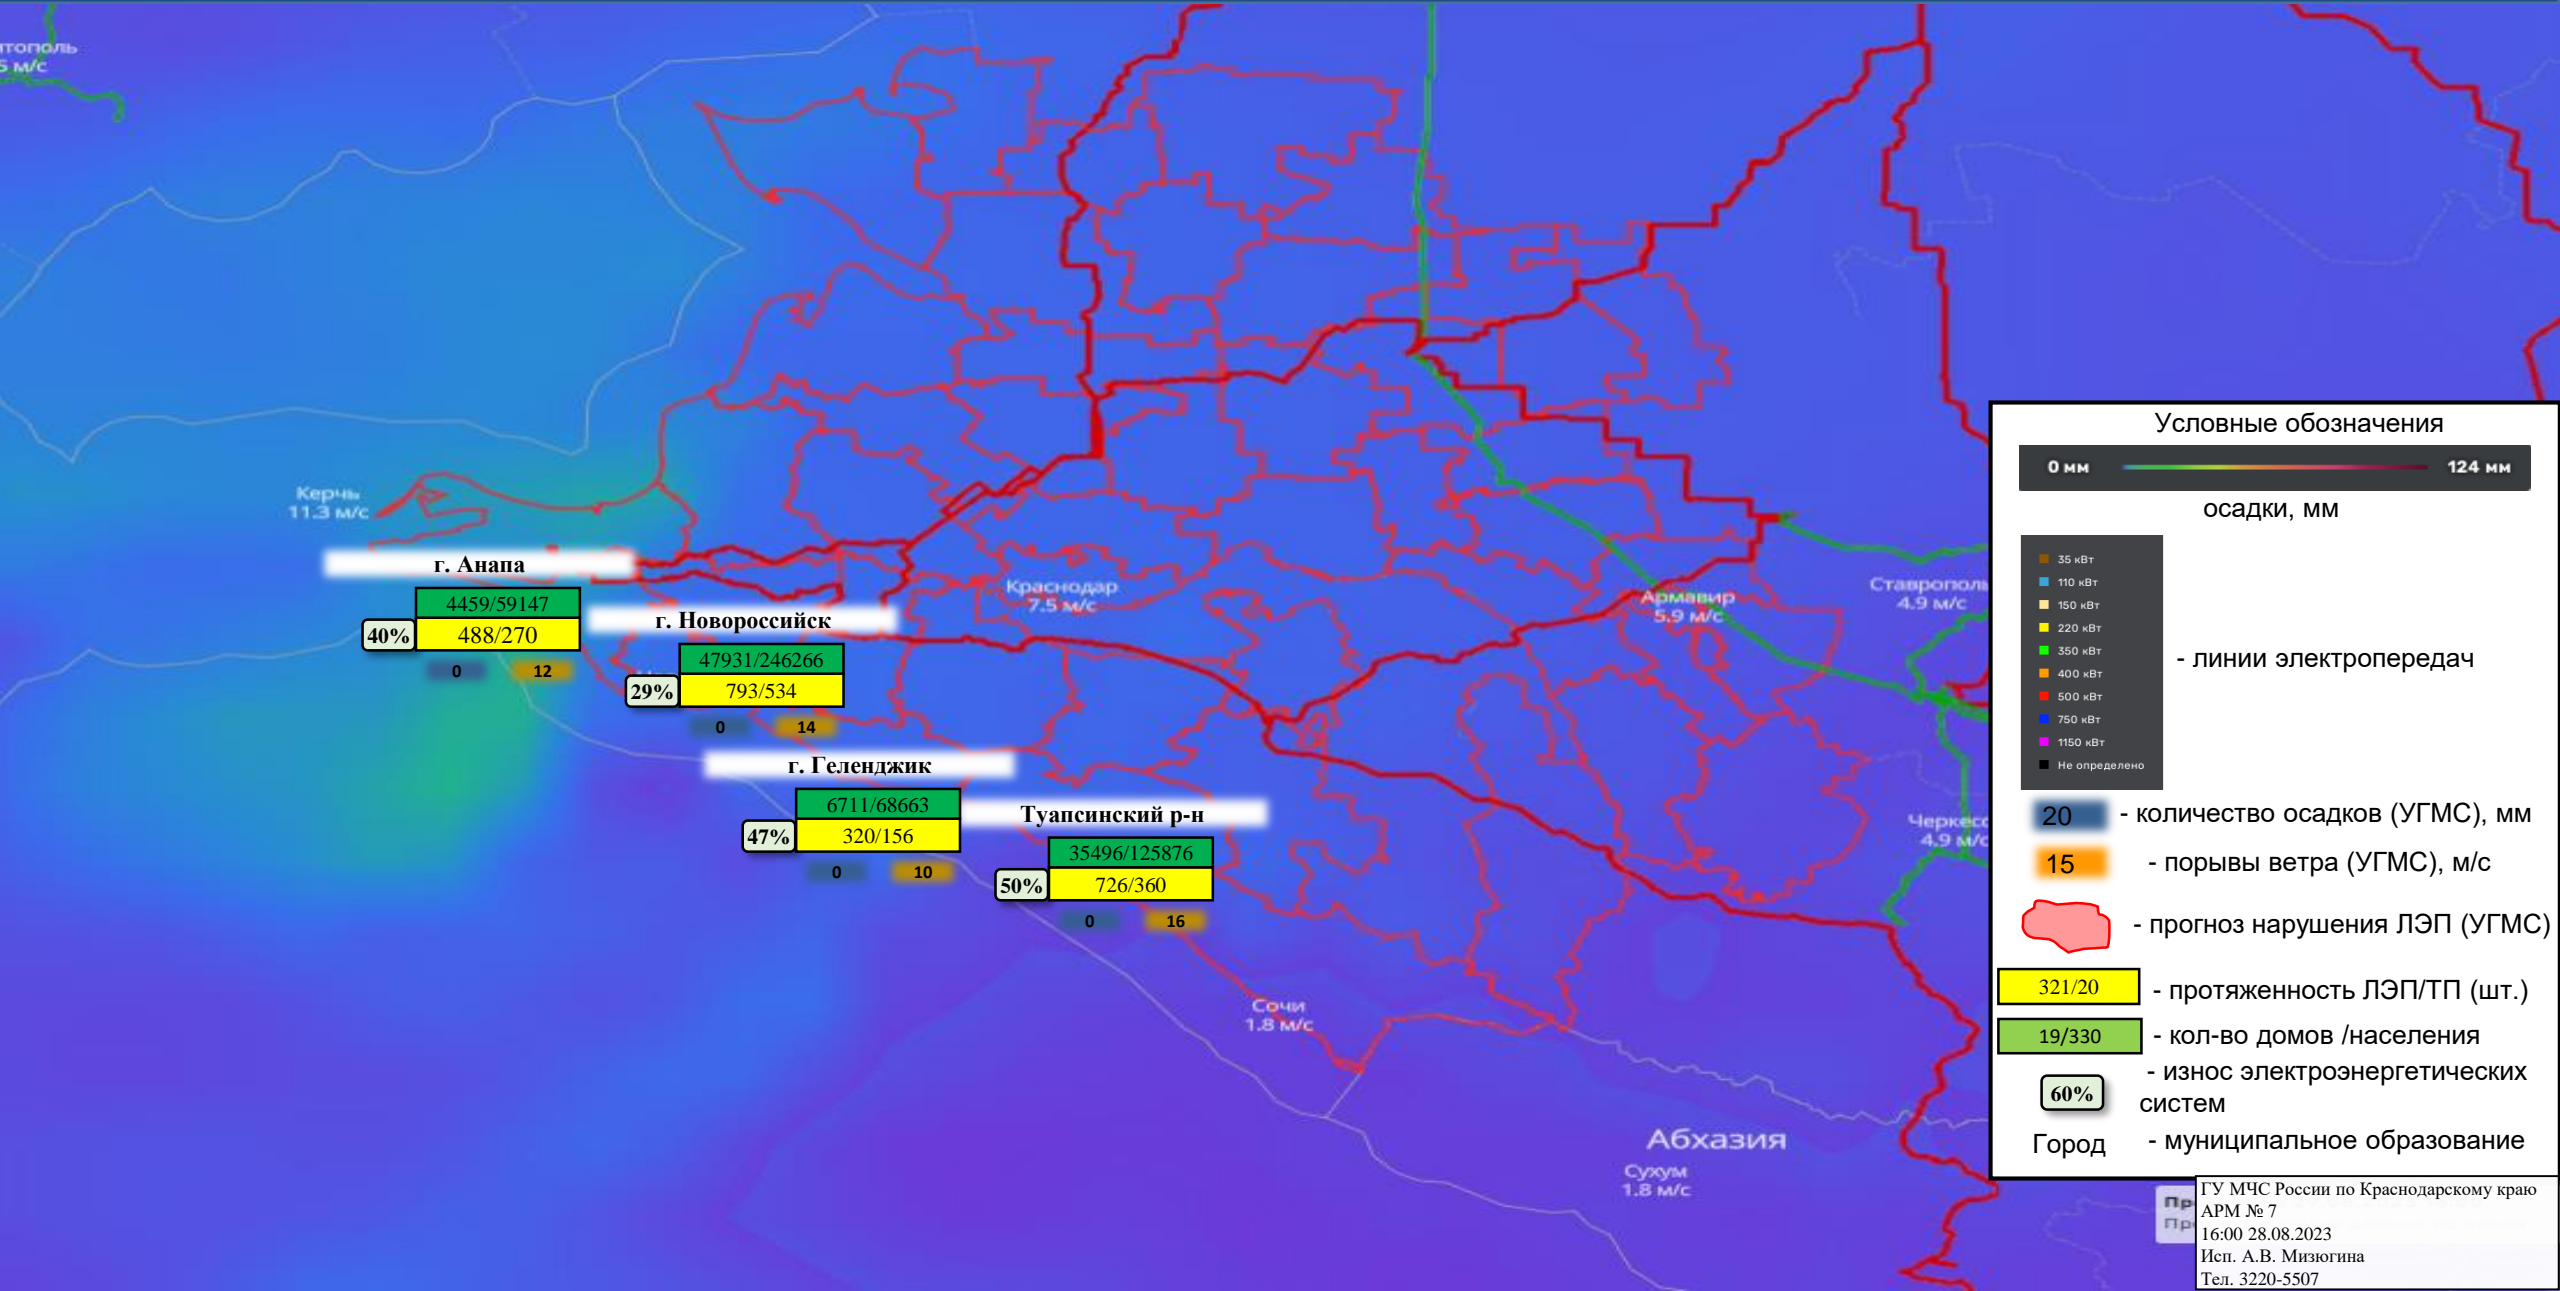 5 м/с
Керчь
11.3 м/с
г. Анапа
4459/59147
40%
488/270
0
12
г. Новороссийск
47931/246266
29%
793/534
0
14
г. Геленджик
6711/68663
47%
320/156
0
10
Туапсинский р-н
35496/125876
50%
726/360
0
16
Краснодар
7.5 м/с
Армавир
5.9 м/с
Ставрополь
4.9 м/с
4.9 м/с
Сочи
1.8 м/с
Абхазия
Сухум
1.8 м/с
Условные обозначения
0 мм
124 мм
осадки, мм
35 кВт
110 кВт
150 кВт
220 кВт
350 кВт
400 кВт
500 кВт
750 кВт
1150 кВт
Не определено
- линии электропередач
20 - количество осадков (УГМС), мм
15 - порывы ветра (УГМС), м/с
- прогноз нарушения ЛЭП (УГМС)
321/20 - протяженность ЛЭП/ТП (шт.)
19/330 - кол-во домов /населения
60% - износ электроэнергетических
систем
Город - муниципальное образование
ГУ МЧС России по Краснодарскому краю
АРМ № 7
16:00 28.08.2023
Исп. А.В. Мизюгина
Тел. 3220-5507